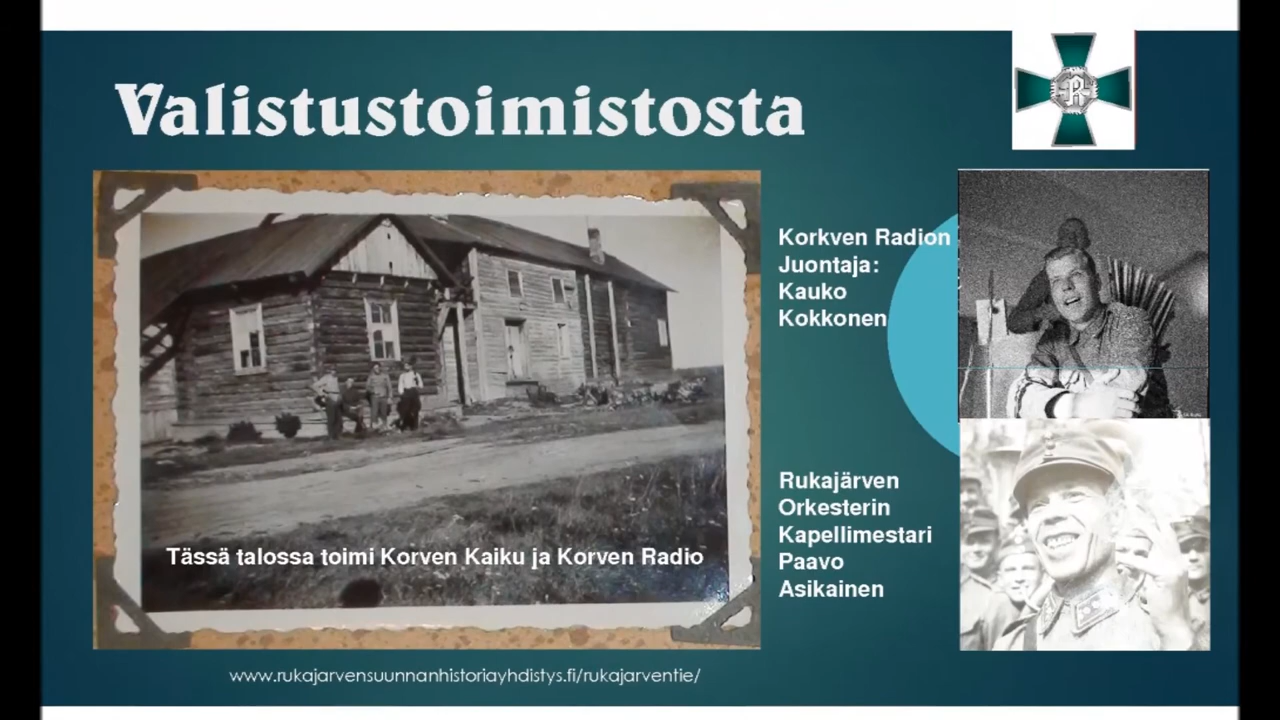 Valistustoimistosta
Korkven Radion
Juontaja:
Kauko
Kokkonen
Rukajärven
Orkesterin
Kapellimestari
Paavo
Asikainen
Tässä talossa toimi Korven Kaiku ja Korven Radio
www.rukajarvensuunnanhistoriayhdistys.fi/rukajarventie/